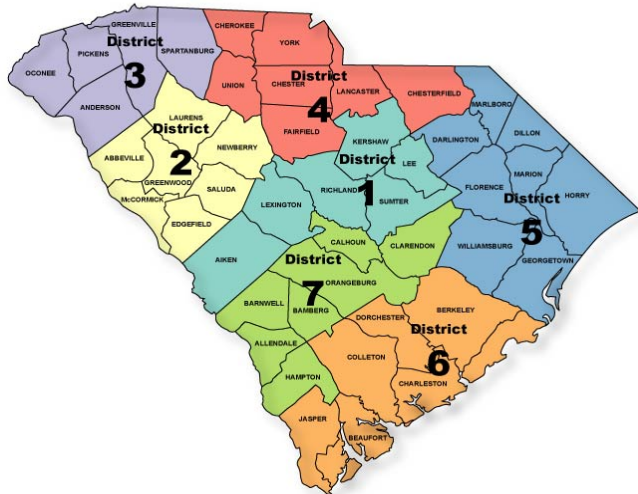 GREENVILLE
CHEROKEE
YORK
District
3
PICKENS
SPARTANBURG
OCONEE
UNION
CHESTER
District
4
LANCASTER
CHESTERFIELD
ANDERSON
MARLBORO
LAURENS
District
2
FAIRFIELD
KERSHAW
DARLINGTON
DILLON
ABBEVILLE
NEWBERRY
District
1
LEE
MARION
GREENWOOD
SALUDA
RICHLAND
FLORENCE
HORRY
McCORMICK
LEXINGTON
SUMTER
District
5
EDGEFIELD
CALHOUN
CLARENDON
WILLIAMSBURG
AIKEN
District
7
GEORGETOWN
ORANGEBURG
BARNWELL
BAMBERG
DORCHESTER
BERKELEY
District
6
ALLENDALE
COLLETON
HAMPTON
CHARLESTON
JASPER
BEAUFORT